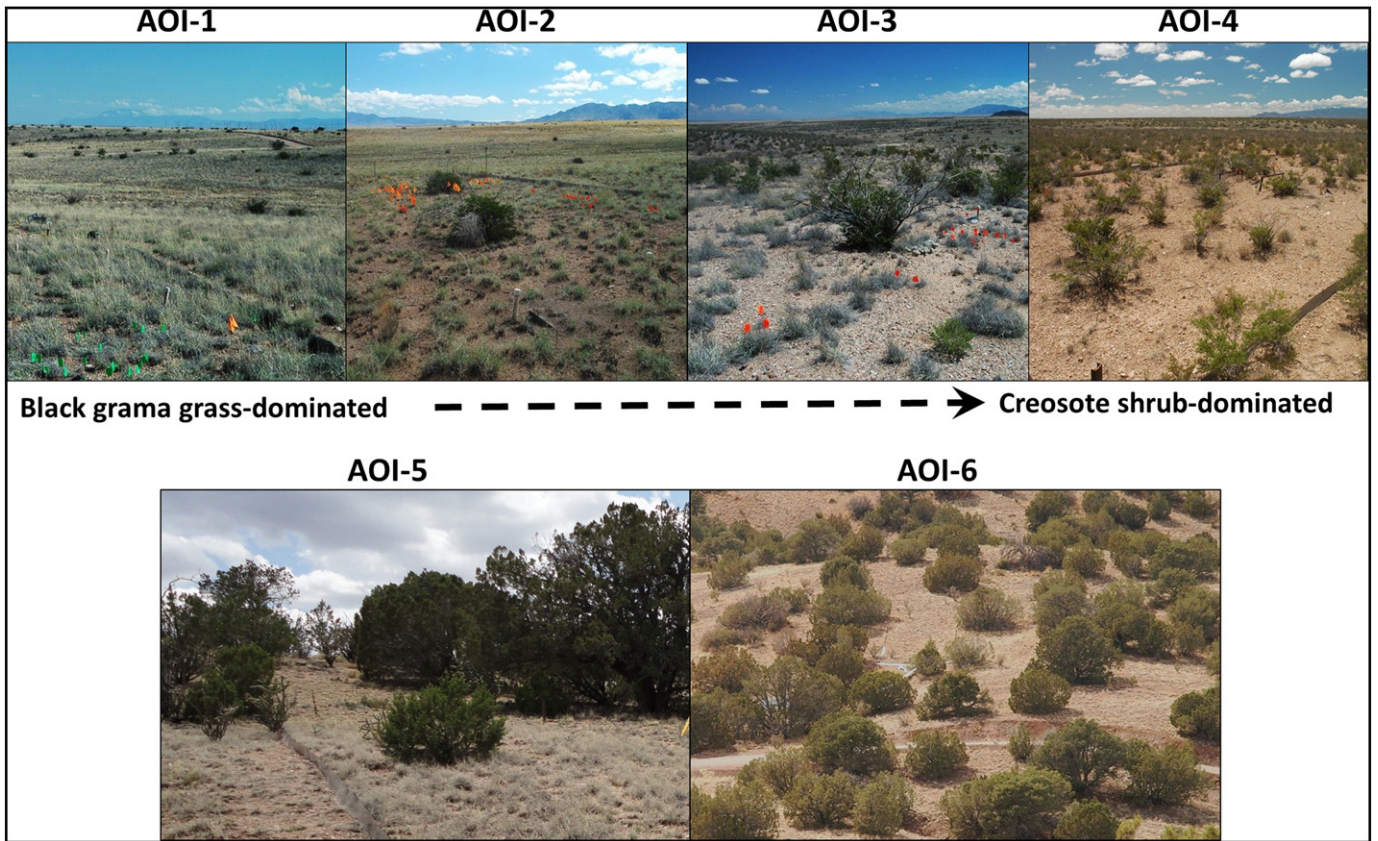 AOI-1
AOI-2
AOI-3
AOI-4
Black grama grass-dominated
Creosote shrub-dominated
AOI-5
AOI-6